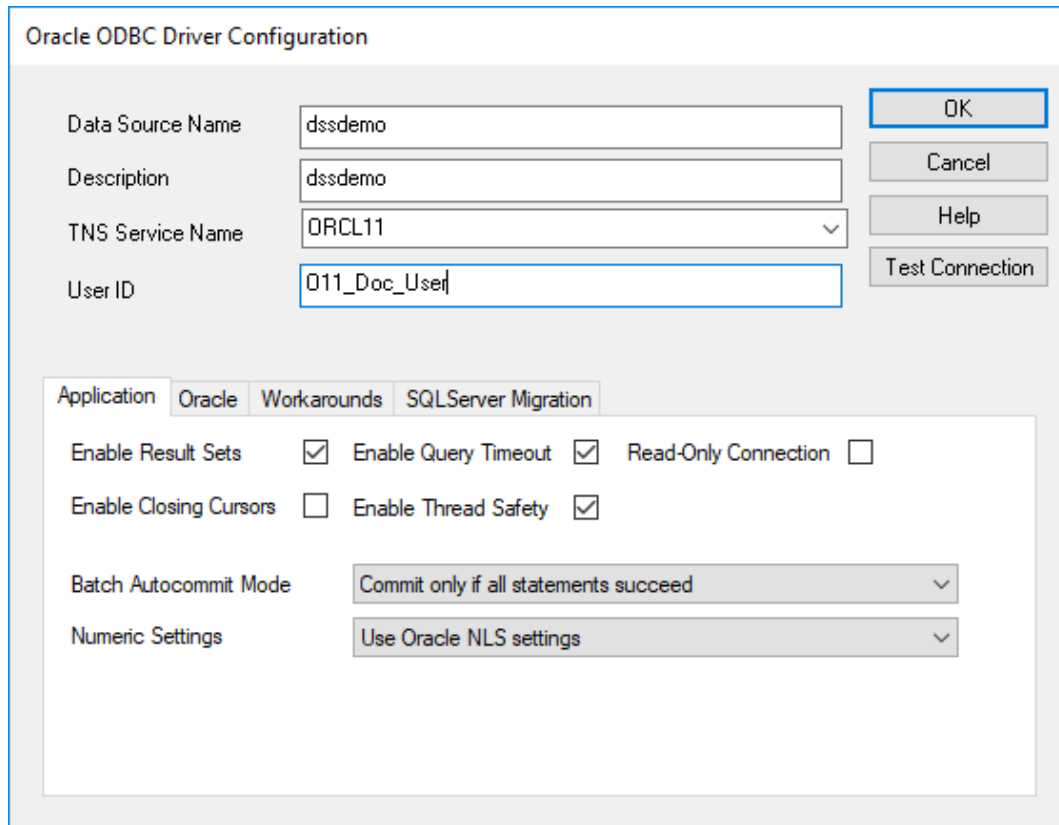 Oracle ODBC Driver Configuration
Data Source Name dssdemo OK
Description dssdemo Cancel
TNS Service Name ORCL11 Help
User ID O11_Doc_User Test Connection
Application Oracle Workarounds SQLServer Migration
Enable Result Sets Enable Query Timeout Read-Only Connection
Enable Closing Cursors Enable Thread Safety
Batch Autocommit Mode Commit only if all statements succeed
Numeric Settings Use Oracle NLS settings